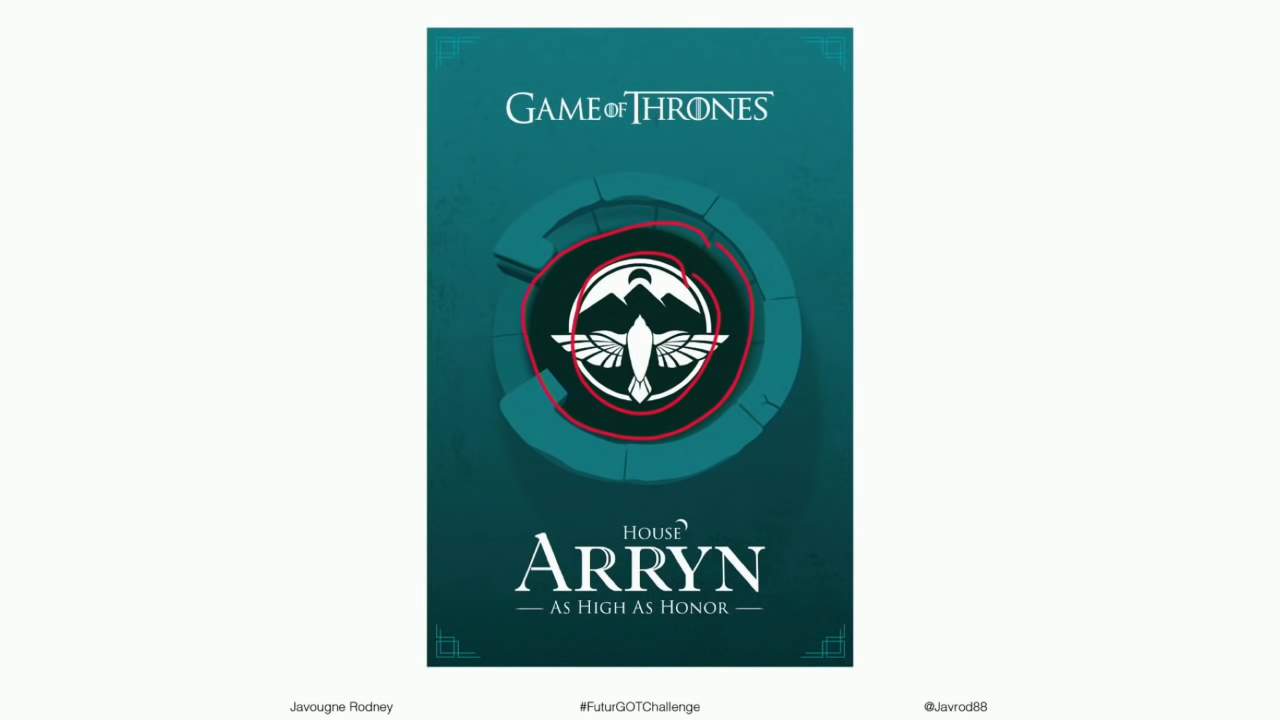 GAME OF THRONES
HOUSE
ARRYN
AS HIGH AS HONOR
Javougne Rodney #FuturGOTChallenge @Javrod88